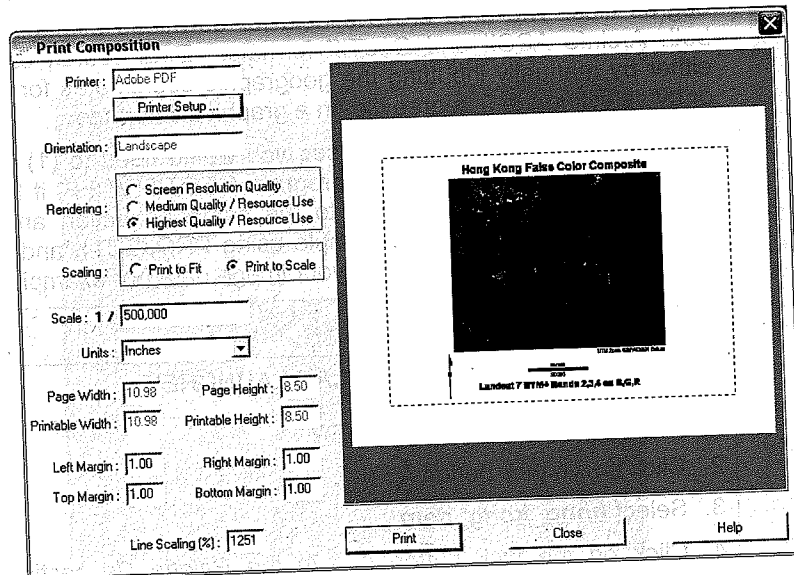 Print Composition
Printer : Adobe PDF
Printer Setup ...
Orientation : Landscape
Rendering :
Screen Resolution Quality
Medium Quality / Resource Use
Highest Quality / Resource Use
Scaling : Print to Fit Print to Scale
Scale : 1 / 500,000
Units : Inches
Page Width : 10.98 Page Height : 8.50
Printable Width : 10.98 Printable Height : 8.50
Left Margin : 1.00 Right Margin : 1.00
Top Margin : 1.00 Bottom Margin : 1.00
Line Scaling (%) : 1251
Hong Kong False Color Composite
Landsat 7 ETM+ Bands 2,3,4 as B,G,R
Print Close Help